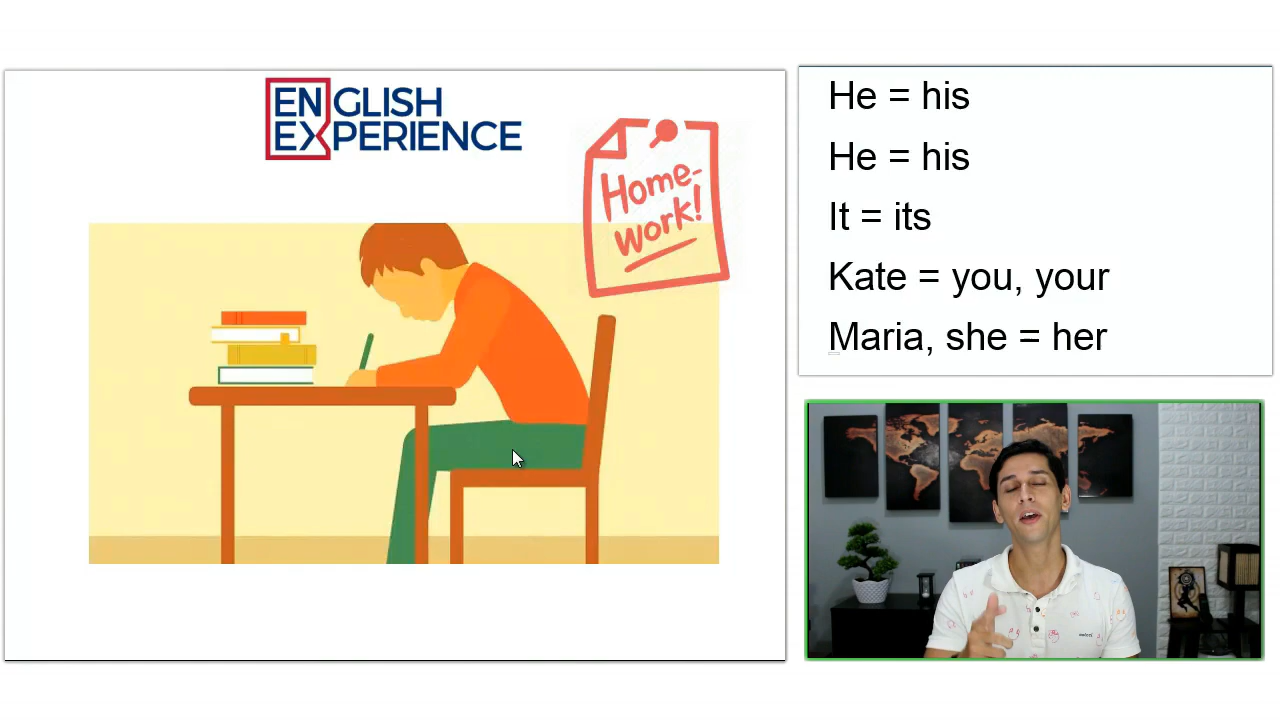 ENGLISH
EXPERIENCE
Home-
work!
He = his
He = his
It = its
Kate = you, your
Maria, she = her